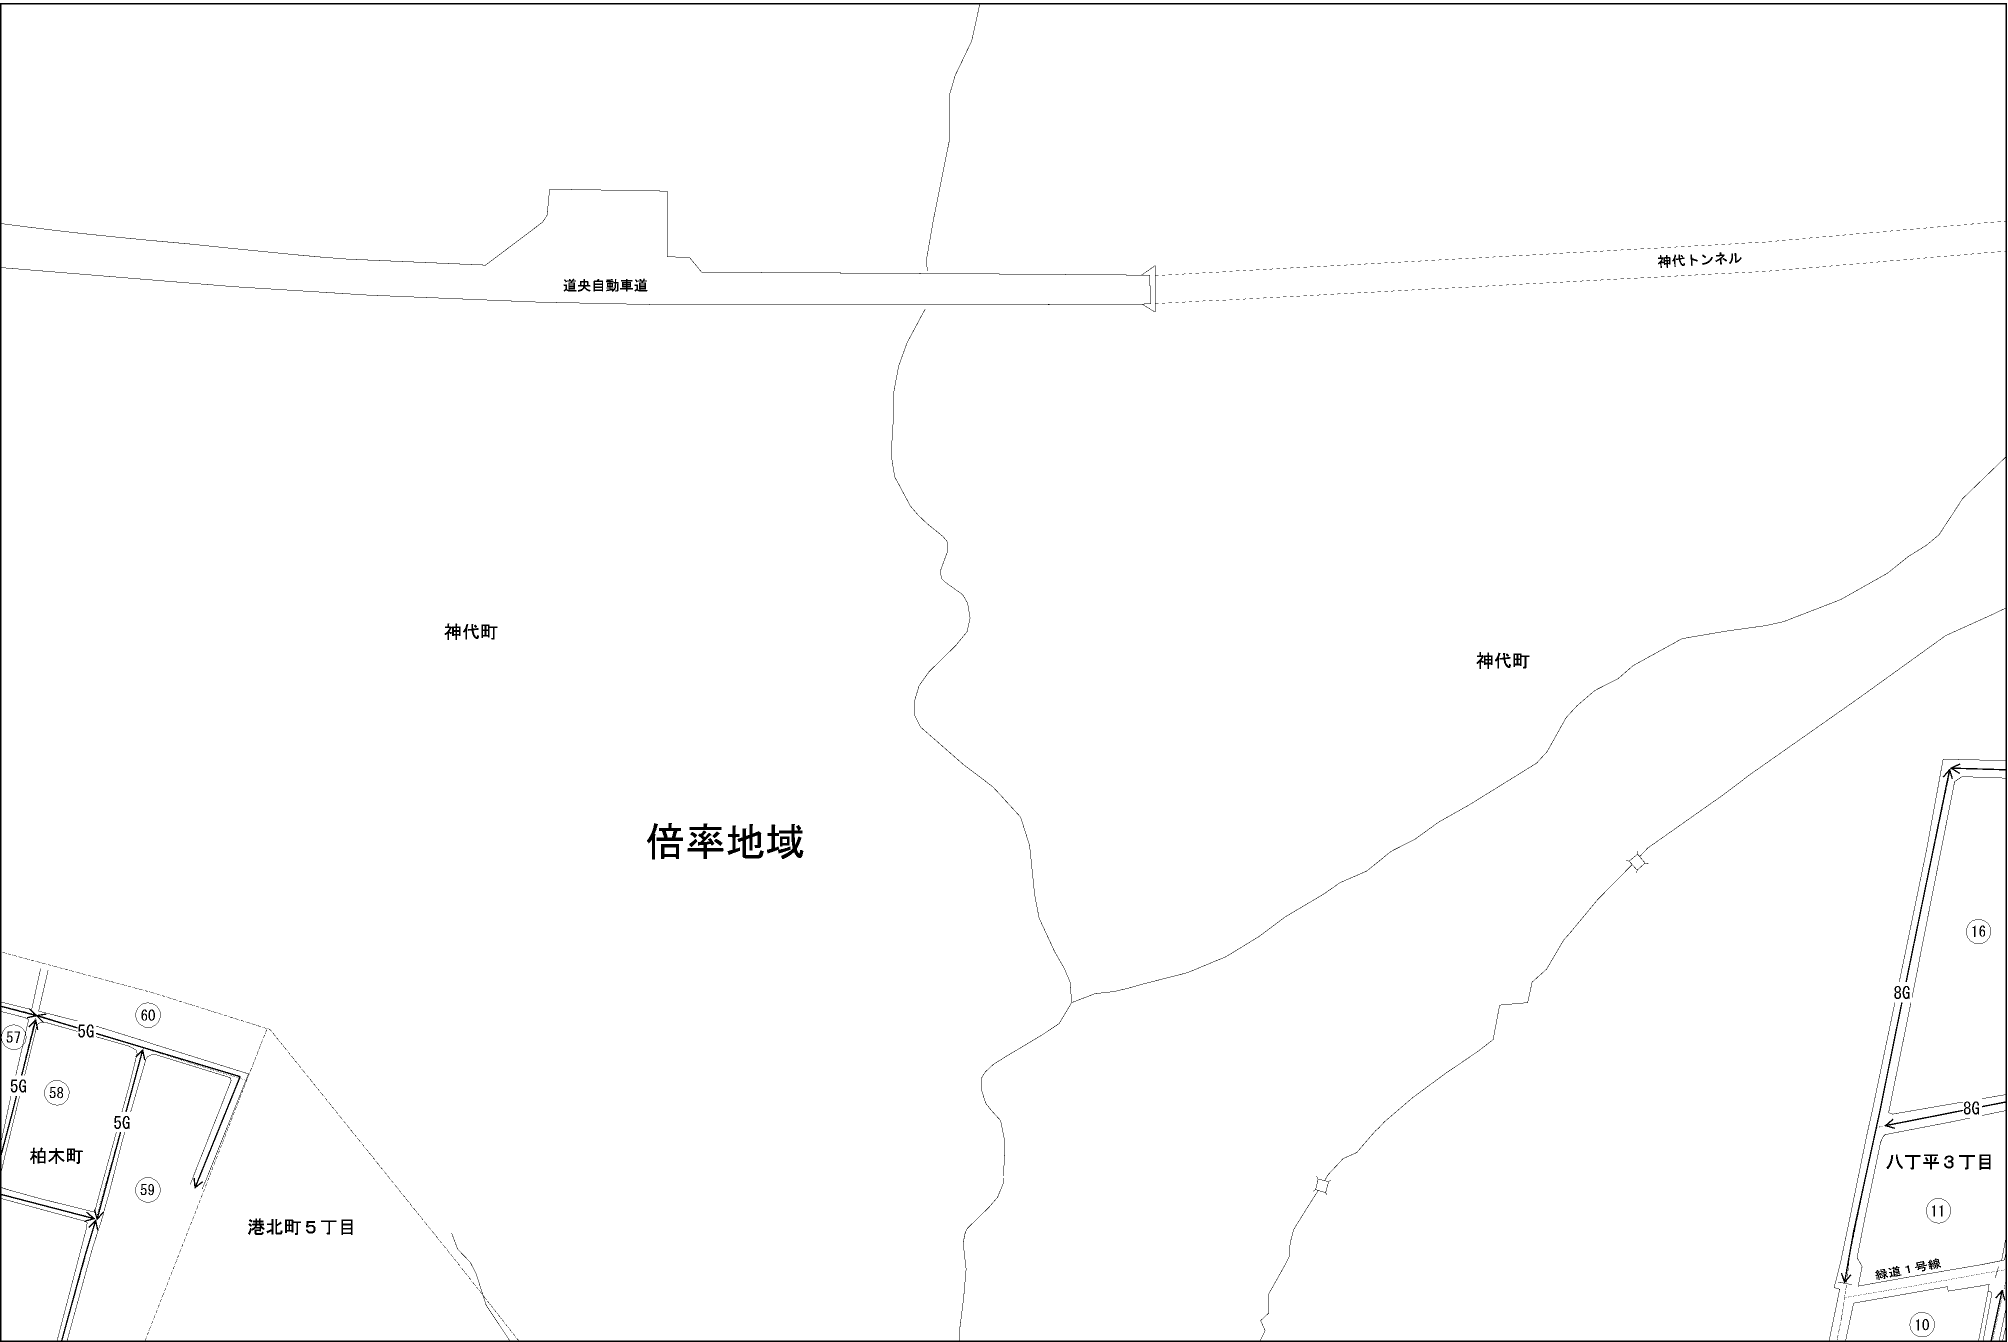 神代トンネル
道央自動車道
神代町
神代町
倍率地域
16
8G
60
5G
57
5G
58
5G
8G
柏木町
八丁平3丁目
59
11
港北町5丁目
緑道1号線
10